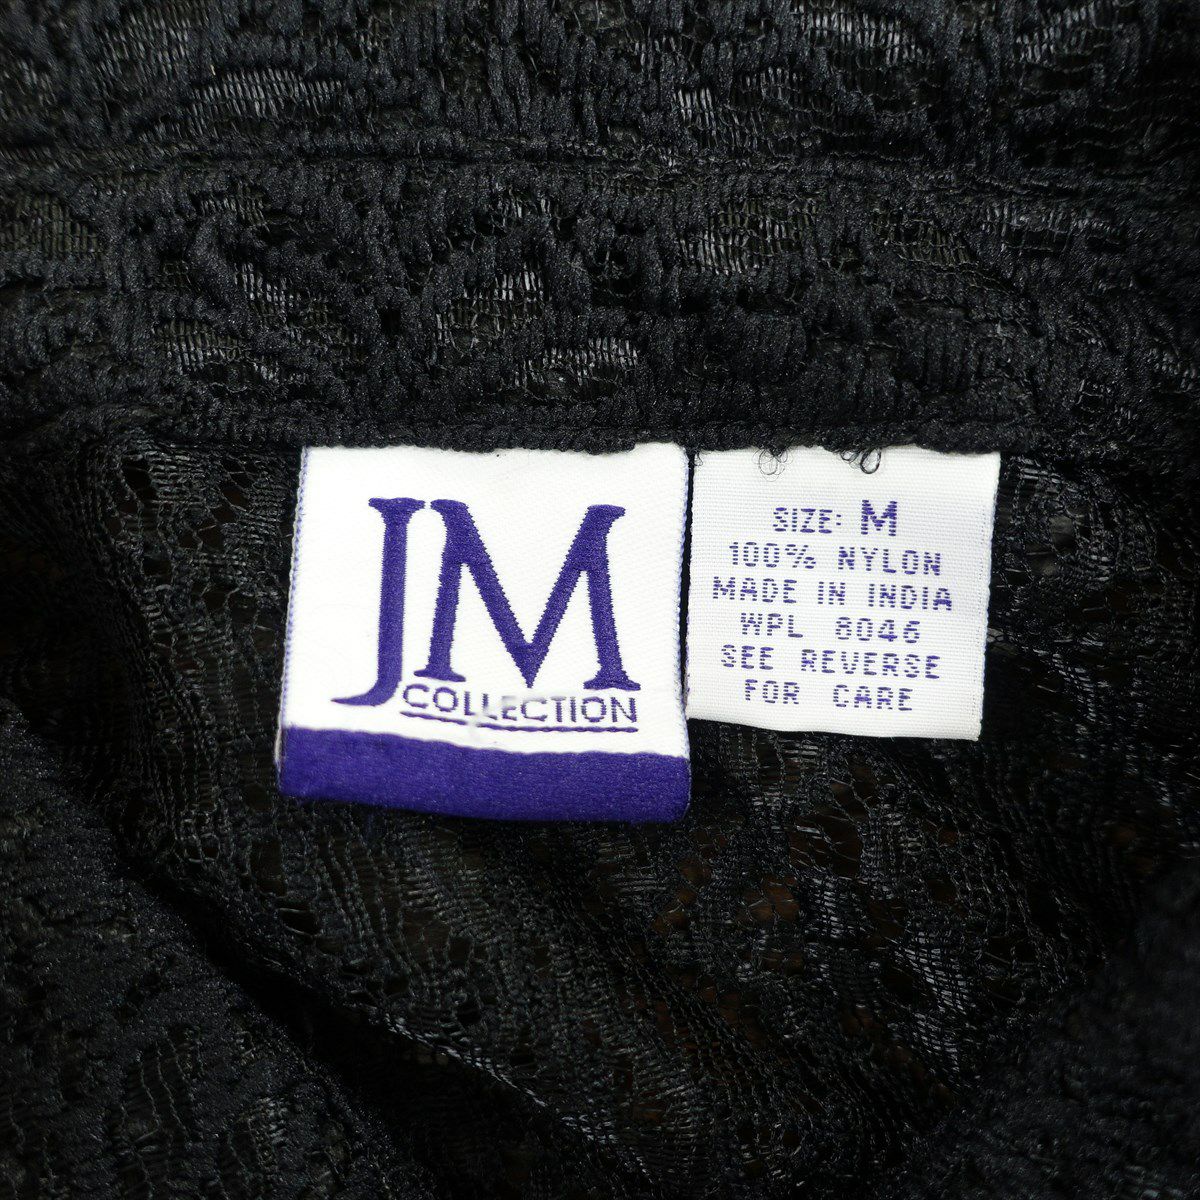 JM
COLLECTION
SIZE: M
100% NYLON
MADE IN INDIA
WPL 8046
SEE REVERSE
FOR CARE